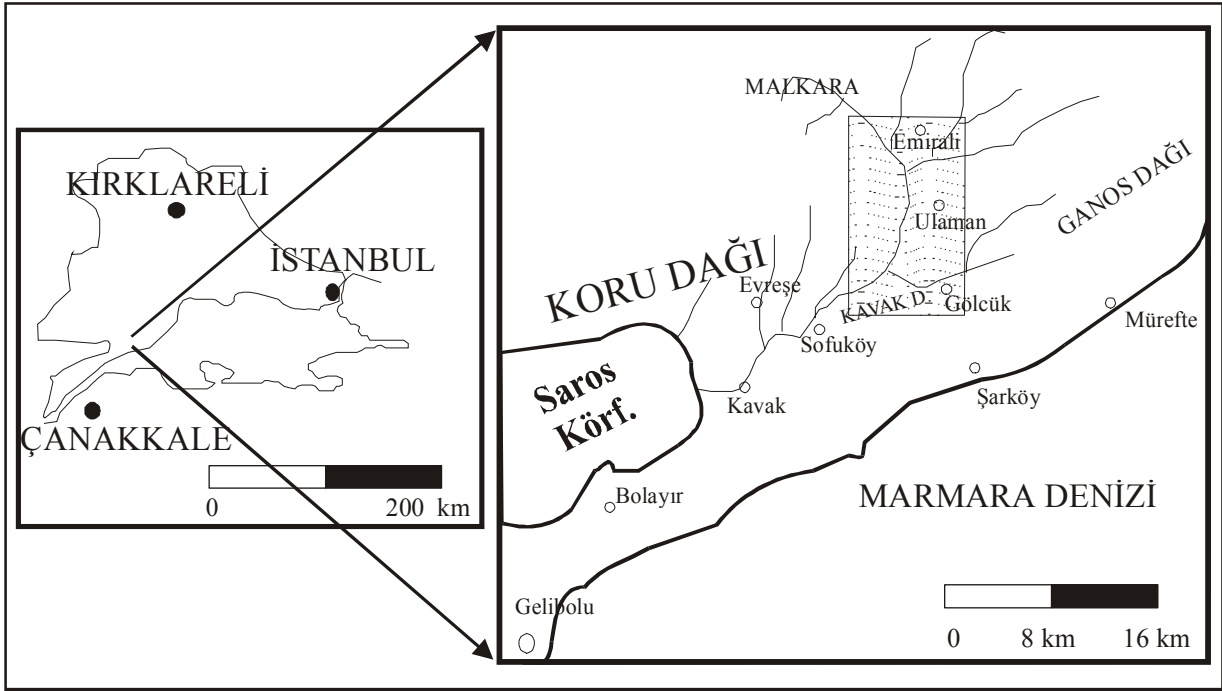 KIRKLARELİ
İSTANBUL
ÇANAKKALE
0 200 km
MALKARA
Emirali
GANOS DAĞI
Ulaman
KORU DAĞI
Evreşe
KAVAK D.
Gölcük
Mürefte
Sofuköy
Saros
Körf.
Kavak
Şarköy
Bolayır
MARMARA DENİZİ
Gelibolu
0 8 km 16 km